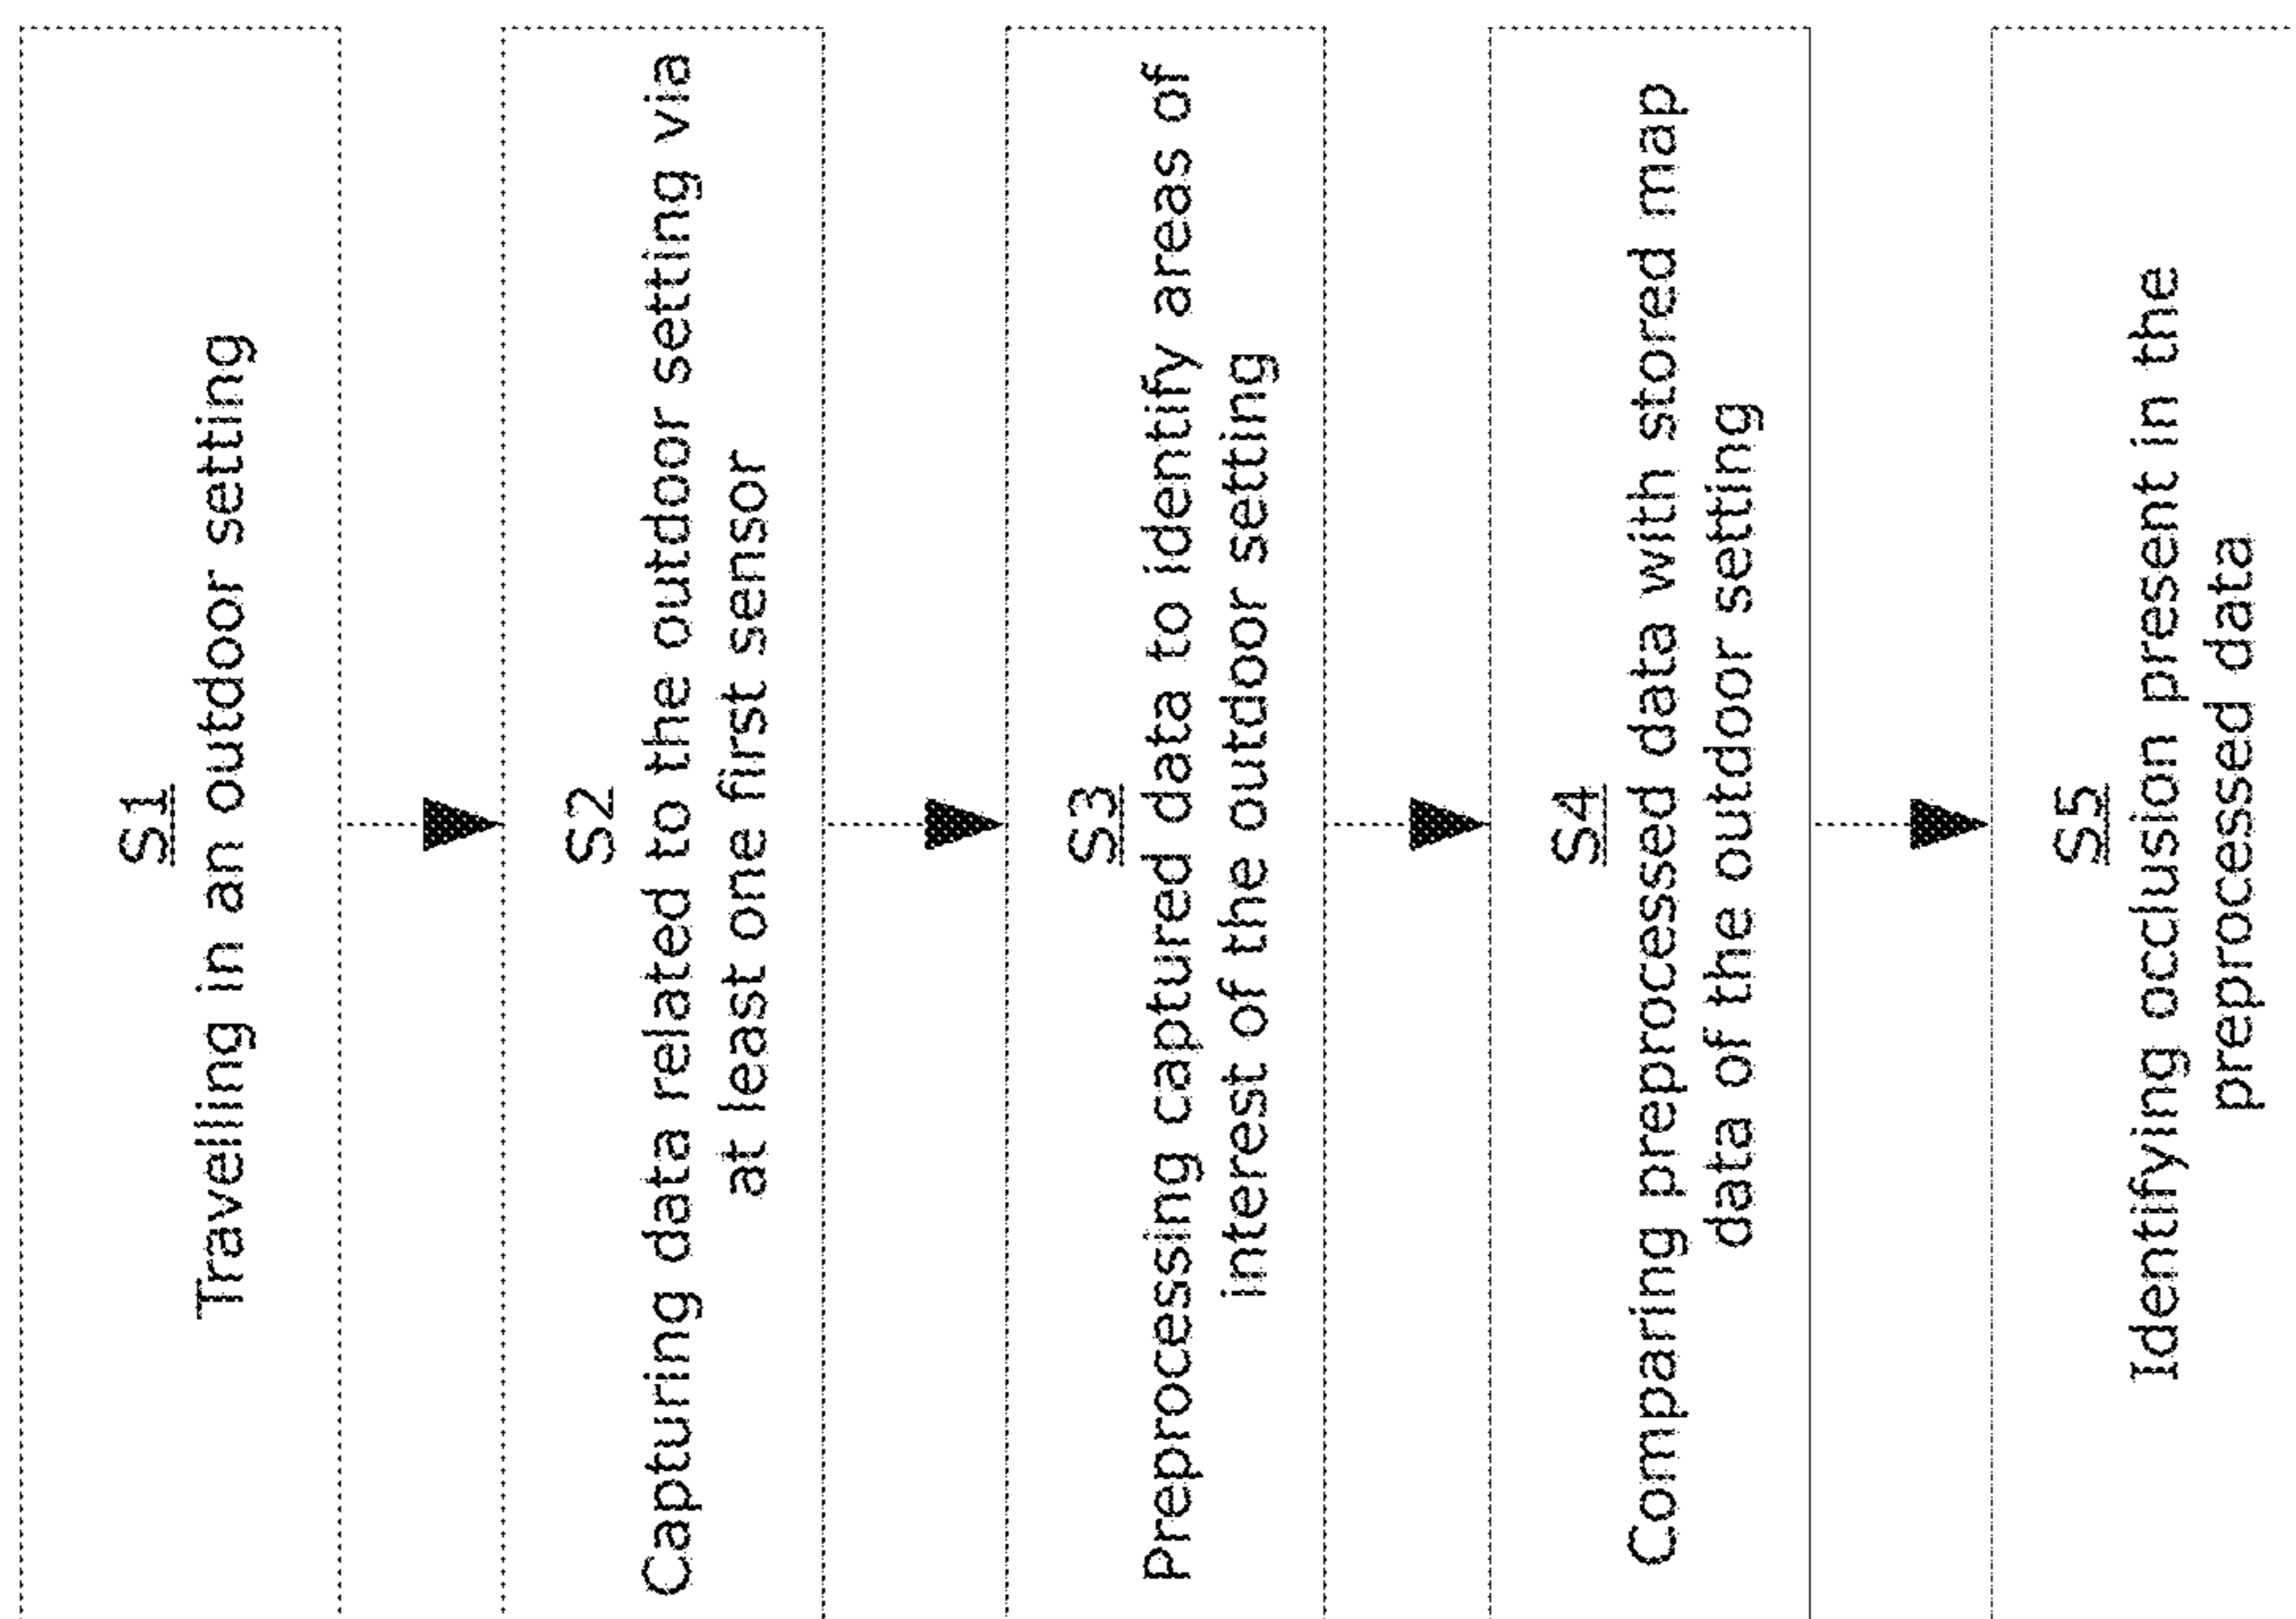 S1
Travelling in an outdoor setting
S2
Capturing data related to the outdoor setting via
at least one first sensor
S3
Preprocessing captured data to identify areas of
interest of the outdoor setting
S4
Comparing preprocessed data with stored map
data of the outdoor setting
S5
Identifying occlusion present in the
preprocessed data